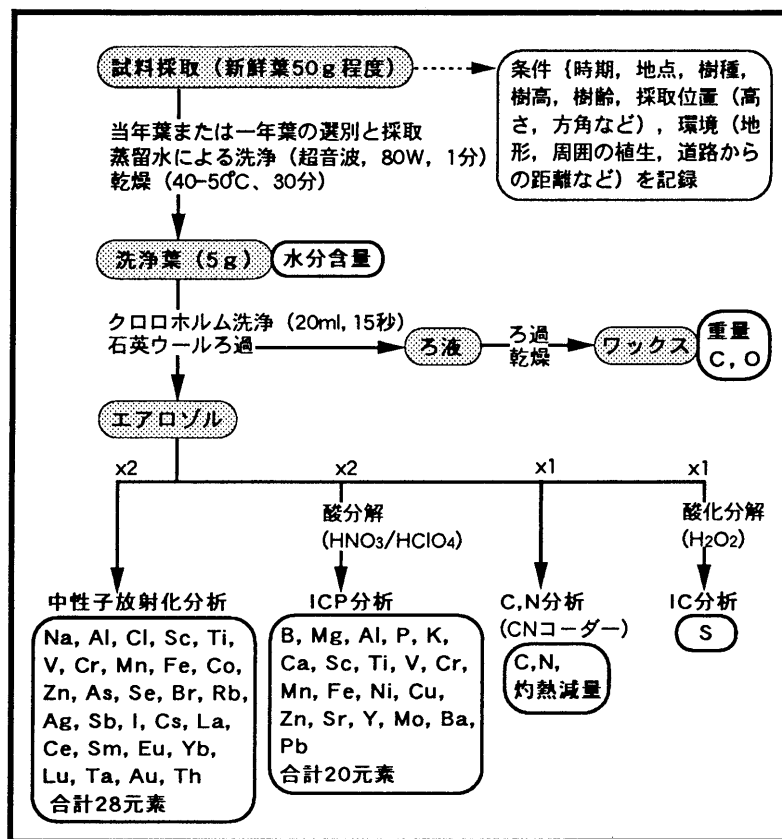 試料採取（新鮮葉50g程度）
条件｛時期，地点，樹種，
樹高，樹齢，採取位置（高
さ，方角など），環境（地
形，周囲の植生，道路から
の距離など）を記録
当年葉または一年葉の選別と採取
蒸留水による洗浄（超音波，80W，1分）
乾燥（40-50℃、30分）
洗浄葉（5g）
水分含量
クロロホルム洗浄（20ml, 15秒）
石英ウールろ過
ろ液
ろ過
乾燥
ワックス
重量
C, O
エアロゾル
x2
x2
x1
x1
酸分解
(HNO3/HClO4)
酸化分解
(H2O2)
中性子放射化分析
Na, Al, Cl, Sc, Ti,
V, Cr, Mn, Fe, Co,
Zn, As, Se, Br, Rb,
Ag, Sb, I, Cs, La,
Ce, Sm, Eu, Yb,
Lu, Ta, Au, Th
合計28元素
ICP分析
B, Mg, Al, P, K,
Ca, Sc, Ti, V, Cr,
Mn, Fe, Ni, Cu,
Zn, Sr, Y, Mo, Ba,
Pb
合計20元素
C,N分析
(CNコーダー)
C,N,
灼熱減量
IC分析
S